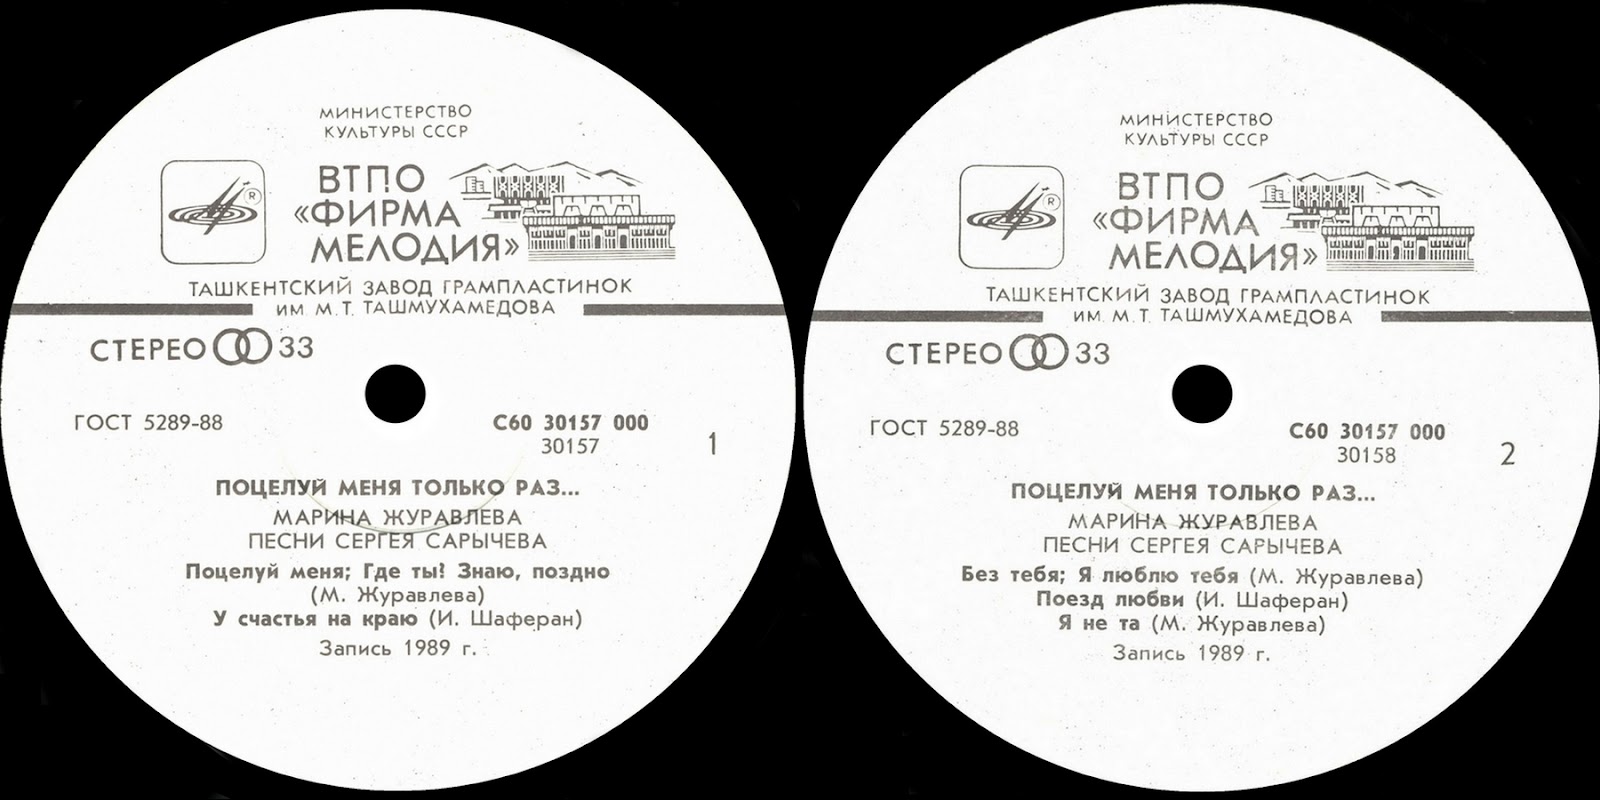 МИНИСТЕРСТВО
КУЛЬТУРЫ СССР
ВТПО
«ФИРМА
МЕЛОДИЯ»
®
ТАШКЕНТСКИЙ ЗАВОД ГРАМПЛАСТИНОК
ИМ. М. Т. ТАШМУХАМЕДОВА
СТЕРЕО 33
ГОСТ 5289-88
С60 30157 000
30157
1
ПОЦЕЛУЙ МЕНЯ ТОЛЬКО РАЗ...
МАРИНА ЖУРАВЛЕВА
ПЕСНИ СЕРГЕЯ САРЫЧЕВА
Поцелуй меня; Где ты? Знаю, поздно
(М. Журавлева)
У счастья на краю (И. Шаферан)
Запись 1989 г.
МИНИСТЕРСТВО
КУЛЬТУРЫ СССР
ВТПО
«ФИРМА
МЕЛОДИЯ»
®
ТАШКЕНТСКИЙ ЗАВОД ГРАМПЛАСТИНОК
ИМ. М. Т. ТАШМУХАМЕДОВА
СТЕРЕО 33
ГОСТ 5289-88
С60 30157 000
30158
2
ПОЦЕЛУЙ МЕНЯ ТОЛЬКО РАЗ...
МАРИНА ЖУРАВЛЕВА
ПЕСНИ СЕРГЕЯ САРЫЧЕВА
Без тебя; Я люблю тебя (М. Журавлева)
Поезд любви (И. Шаферан)
Я не та (М. Журавлева)
Запись 1989 г.